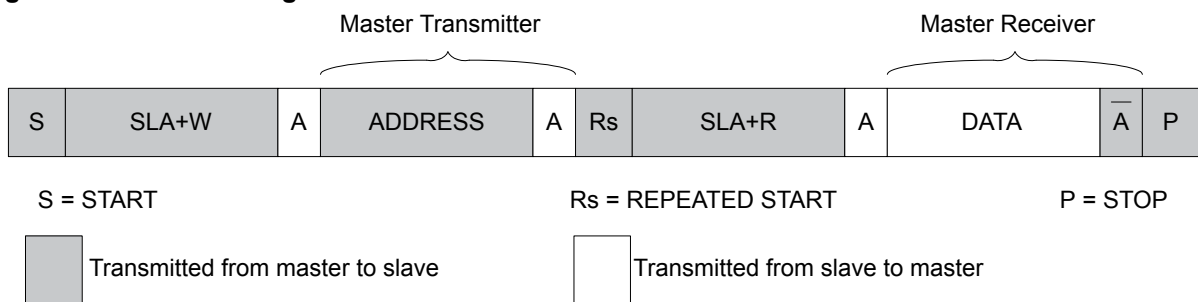 Master Transmitter Master Receiver
S SLA+W A ADDRESS A Rs SLA+R A DATA A̅ P
S = START Rs = REPEATED START P = STOP
Transmitted from master to slave Transmitted from slave to master